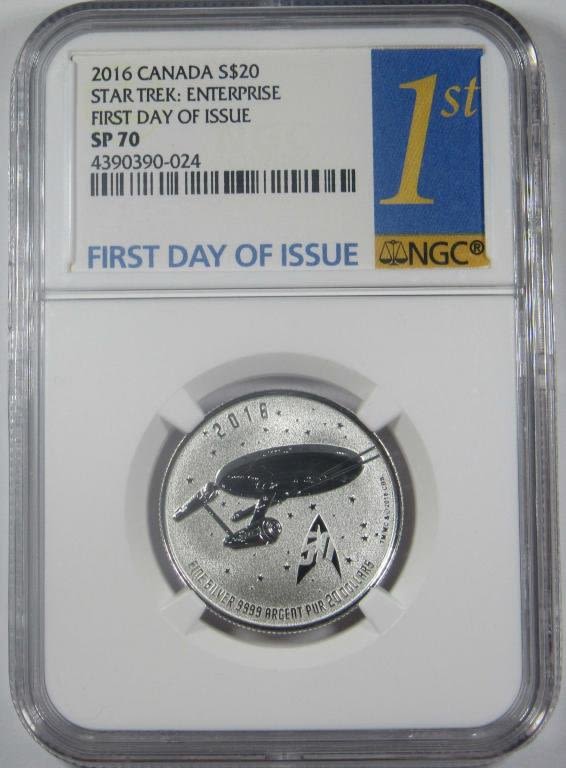 2016 CANADA S$20
STAR TREK: ENTERPRISE
FIRST DAY OF ISSUE
SP 70
4390390-024
FIRST DAY OF ISSUE
1st
NGC®
2016
FINE SILVER 9999 ARGENT PUR 20 DOLLARS
50